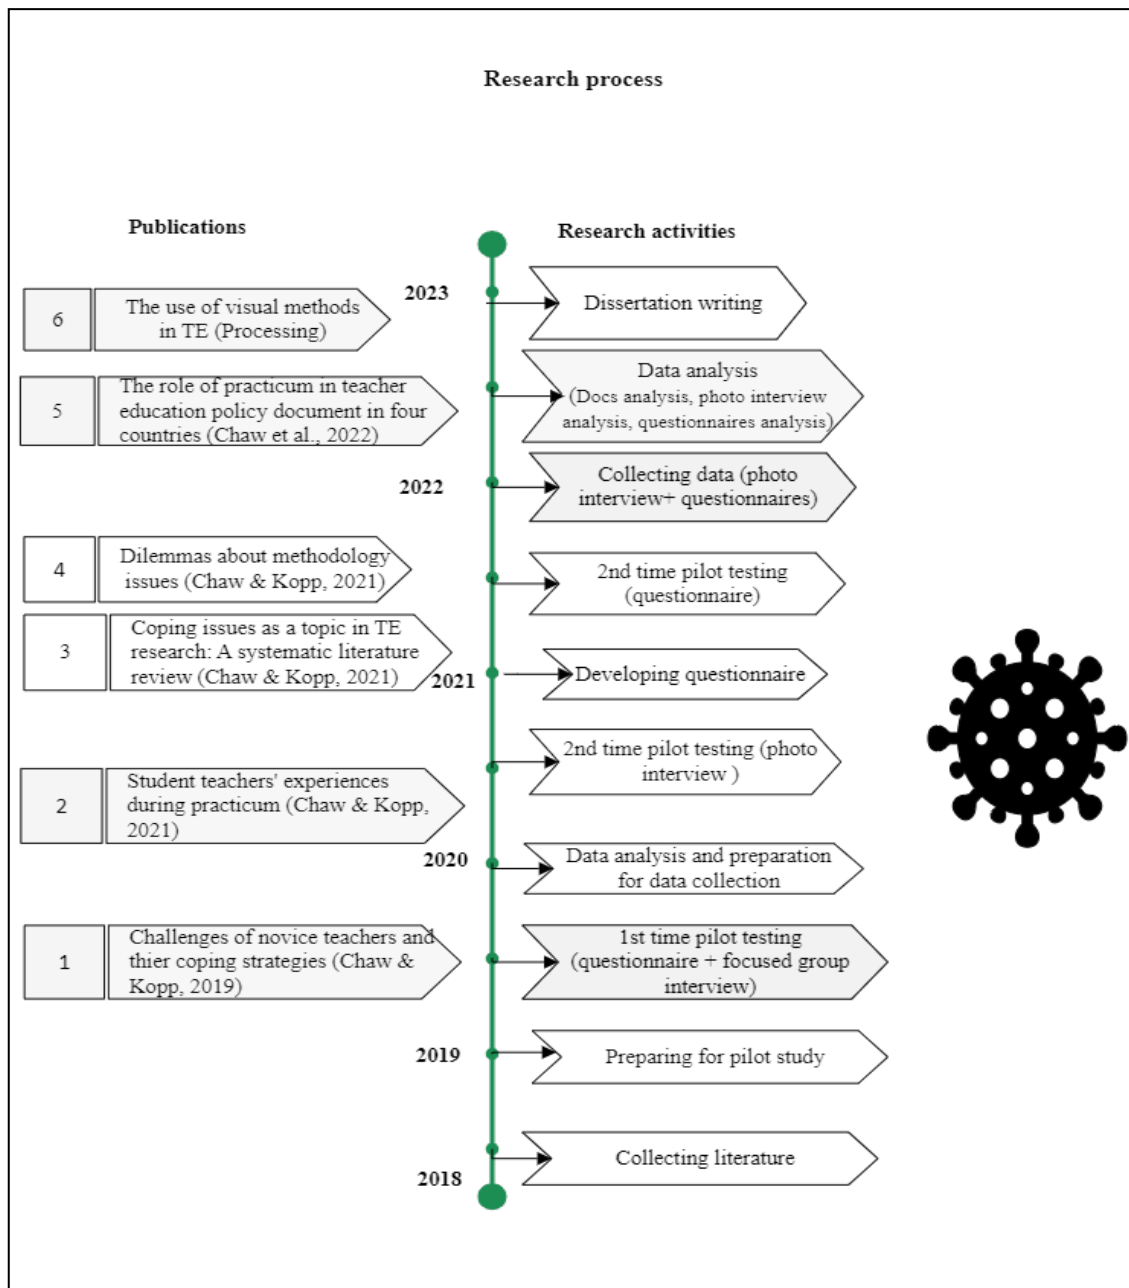 Research process
Publications
Research activities
2023
6
The use of visual methods
in TE (Processing)
Dissertation writing
5
The role of practicum in teacher
education policy document in four
countries (Chaw et al., 2022)
Data analysis
(Docs analysis, photo interview
analysis, questionnaires analysis)
2022
Collecting data (photo
interview+ questionnaires)
4
Dilemmas about methodology
issues (Chaw & Kopp, 2021)
2nd time pilot testing
(questionnaire)
3
Coping issues as a topic in TE
research: A systematic literature
review (Chaw & Kopp, 2021)
2021
Developing questionnaire
2nd time pilot testing (photo
interview )
2
Student teachers' experiences
during practicum (Chaw & Kopp,
2021)
2020
Data analysis and preparation
for data collection
1
Challenges of novice teachers and
thier coping strategies (Chaw &
Kopp, 2019)
1st time pilot testing
(questionnaire + focused group
interview)
2019
Preparing for pilot study
Collecting literature
2018